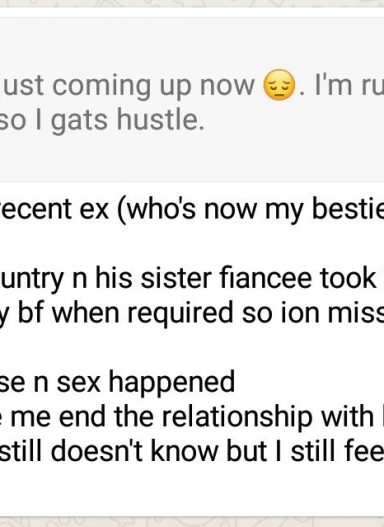 ust coming up now 😔. I'm ru
so I gats hustle.
recent ex (who's now my bestie
untry n his sister fiancee took
y bf when required so ion miss
se n sex happened
me end the relationship with
still doesn't know but I still fee